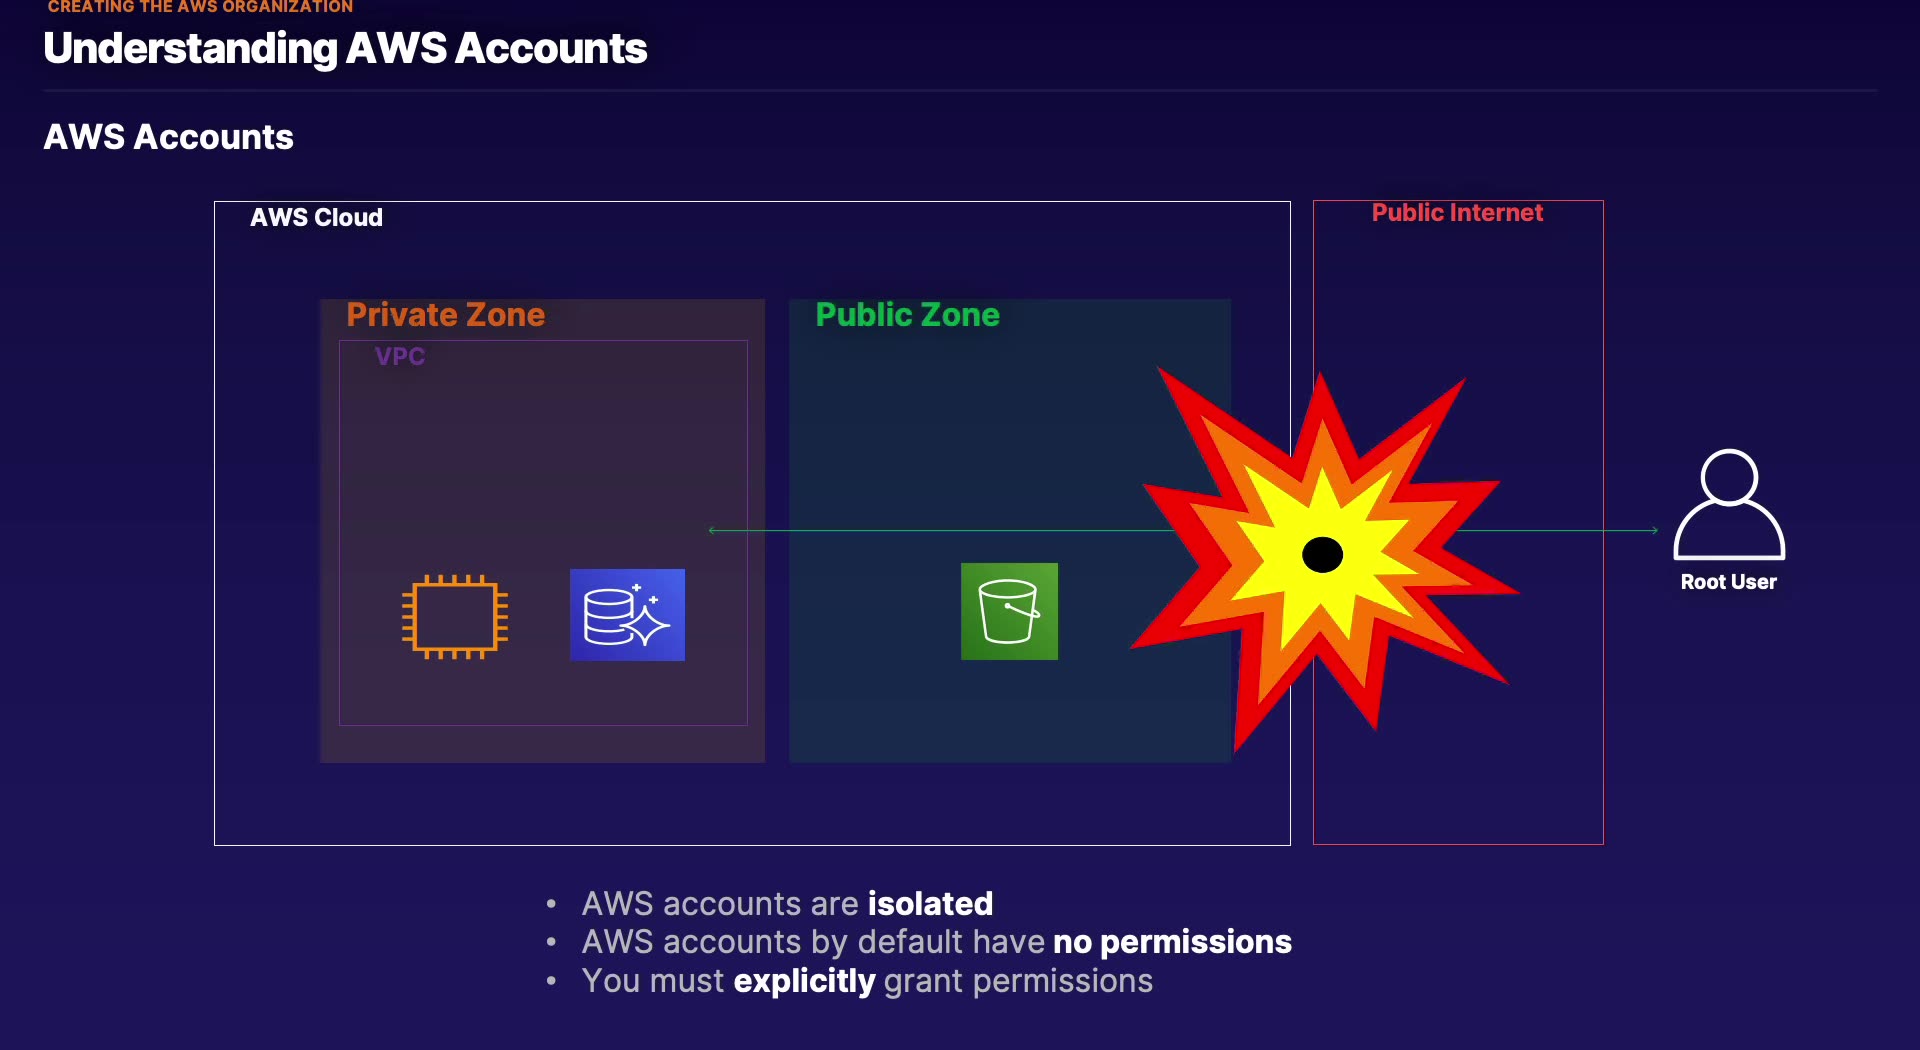 CREATING THE AWS ORGANIZATION
Understanding AWS Accounts
AWS Accounts
AWS Cloud
Public Internet
Private Zone
Public Zone
VPC
Root User
• AWS accounts are isolated
• AWS accounts by default have no permissions
• You must explicitly grant permissions